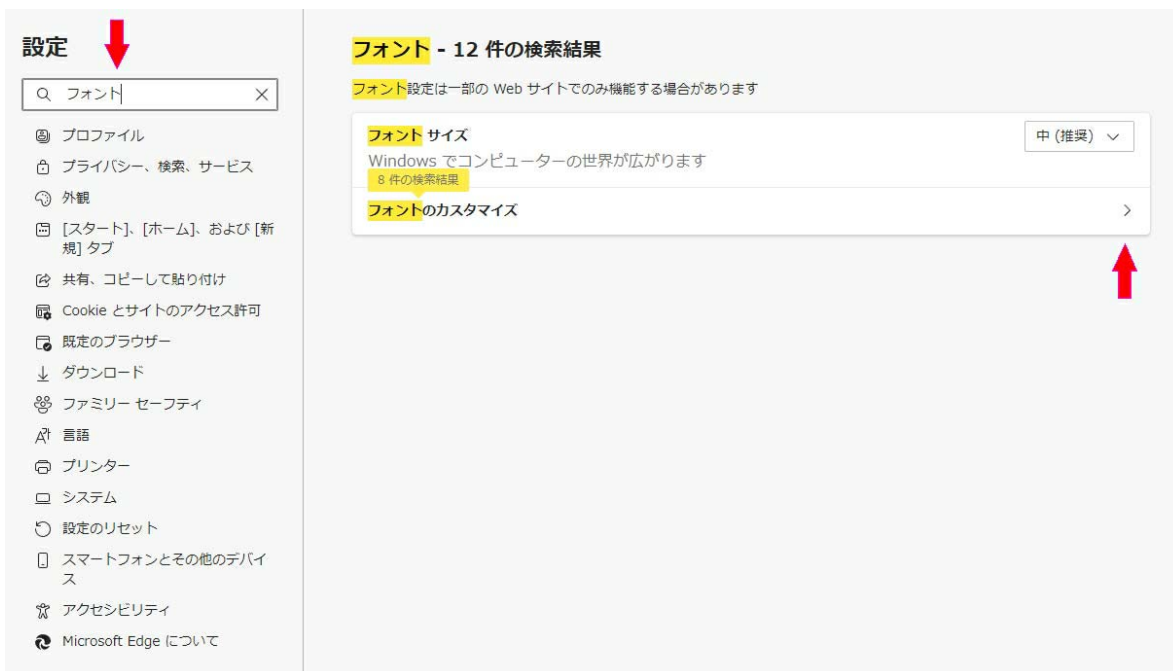 設定
フォント
プロファイル
プライバシー、検索、サービス
外観
[スタート]、[ホーム]、および [新
規] タブ
共有、コピーして貼り付け
Cookie とサイトのアクセス許可
既定のブラウザー
ダウンロード
ファミリー セーフティ
言語
プリンター
システム
設定のリセット
スマートフォンとその他のデバイ
ス
アクセシビリティ
Microsoft Edge について
フォント - 12 件の検索結果
フォント設定は一部の Web サイトでのみ機能する場合があります
フォント サイズ
中 (推奨)
Windows でコンピューターの世界が広がります
8 件の検索結果
フォントのカスタマイズ